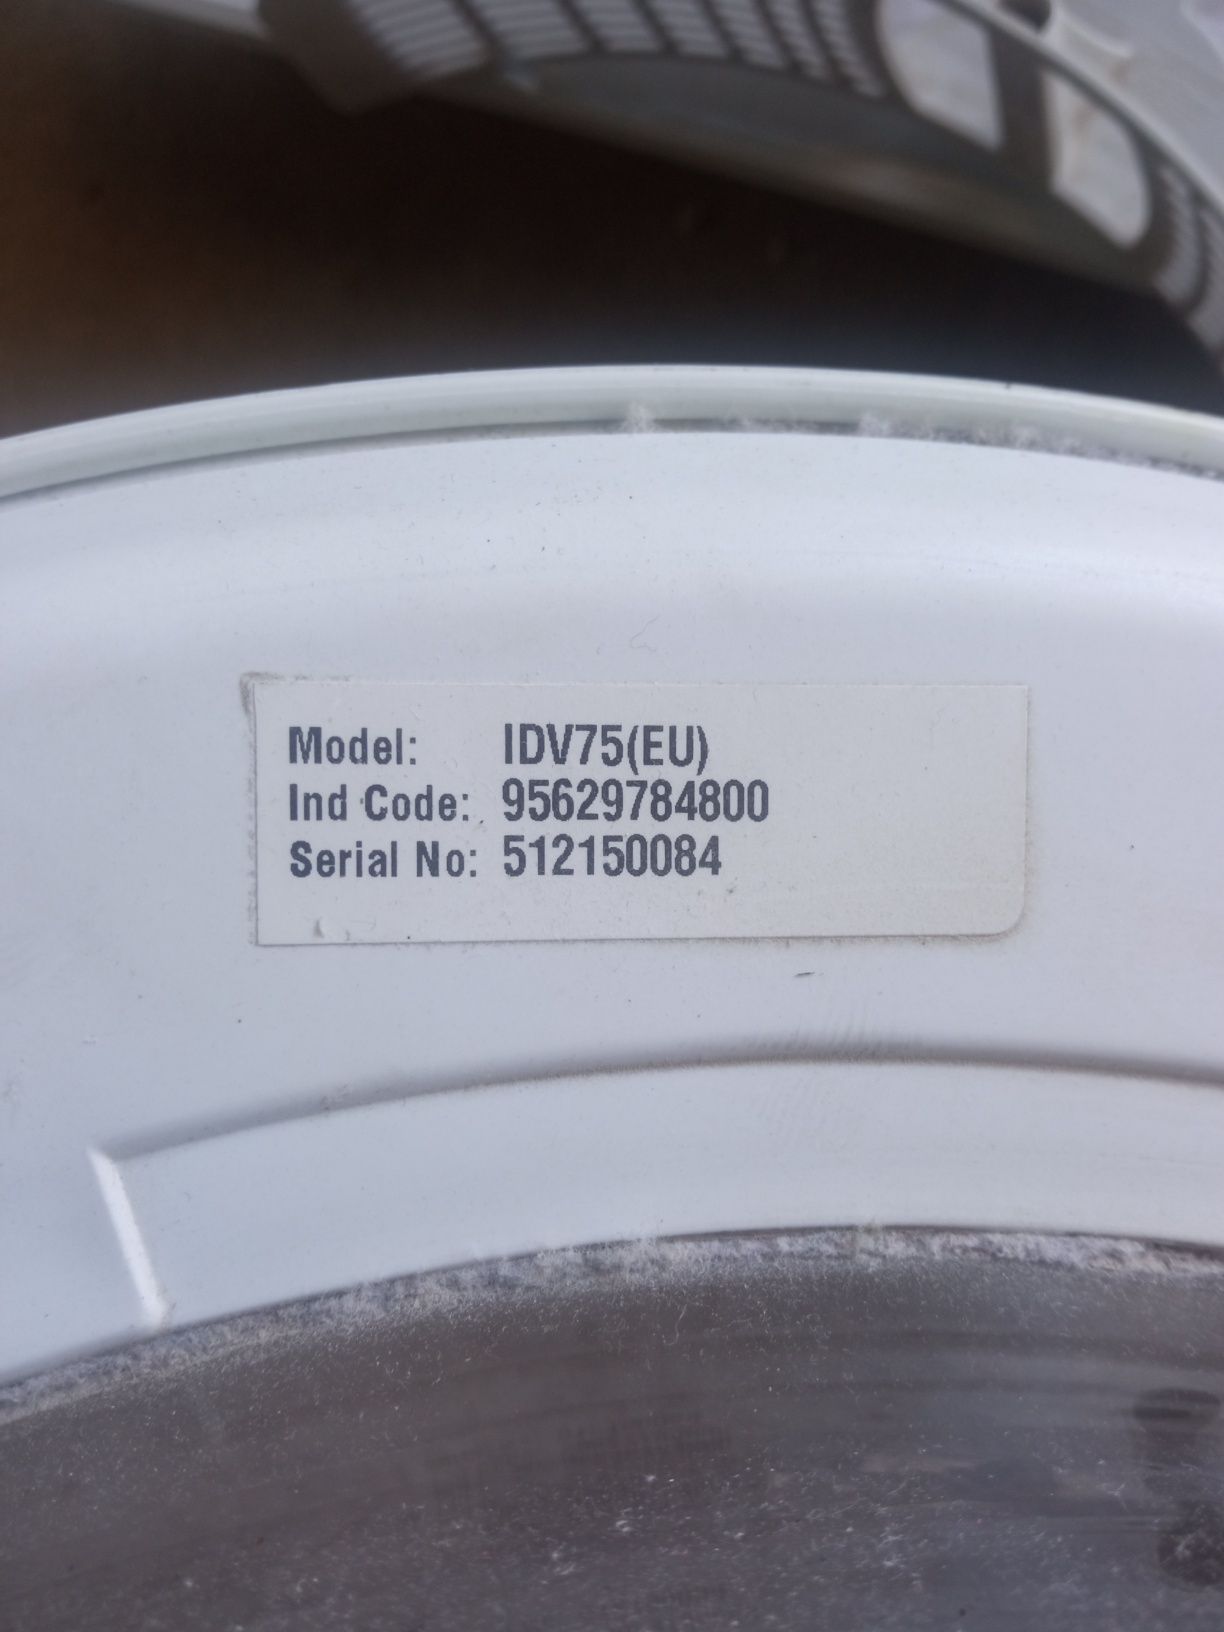 Model: IDV75(EU)
Ind Code: 95629784800
Serial No: 512150084